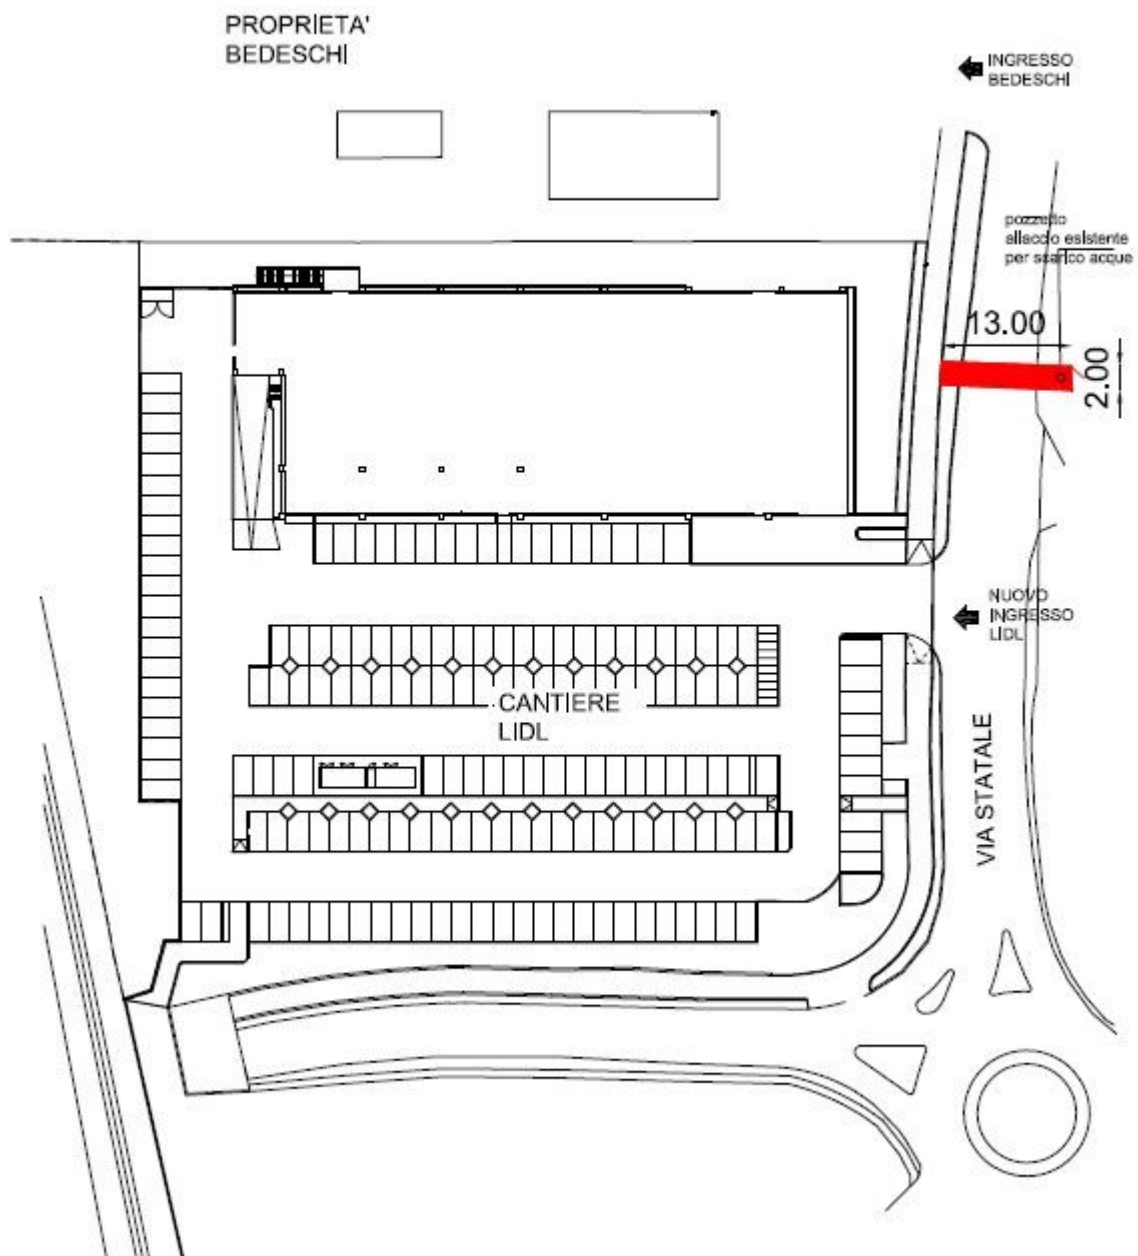 PROPRIETA'
BEDESCHI
INGRESSO
BEDESCHI
pozzetto
allaccio esistente
per scarico acque
13.00
2.00
NUOVO
INGRESSO
LIDL
CANTIERE
LIDL
VIA STATALE